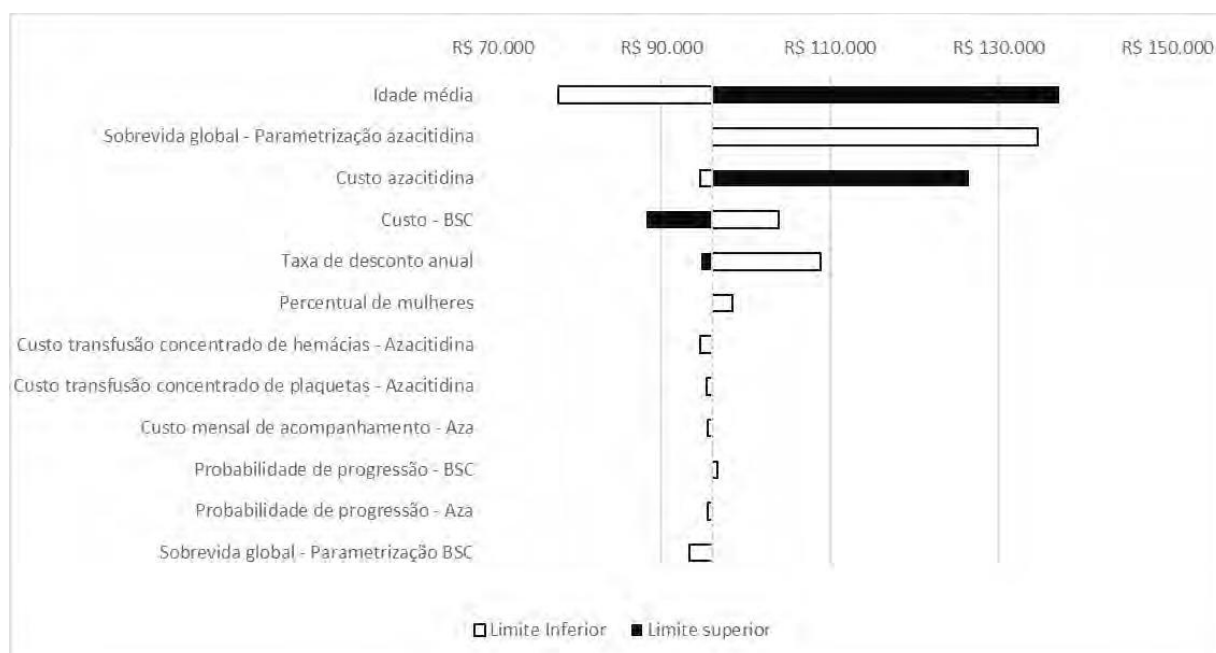 R$ 70.000 R$ 90.000 R$ 110.000 R$ 130.000 R$ 150.000
Idade média
Sobrevida global - Parametrização azacitidina
Custo azacitidina
Custo - BSC
Taxa de desconto anual
Percentual de mulheres
Custo transfusão concentrado de hemácias - Azacitidina
Custo transfusão concentrado de plaquetas - Azacitidina
Custo mensal de acompanhamento - Aza
Probabilidade de progressão - BSC
Probabilidade de progressão - Aza
Sobrevida global - Parametrização BSC
Limite Inferior Limite superior